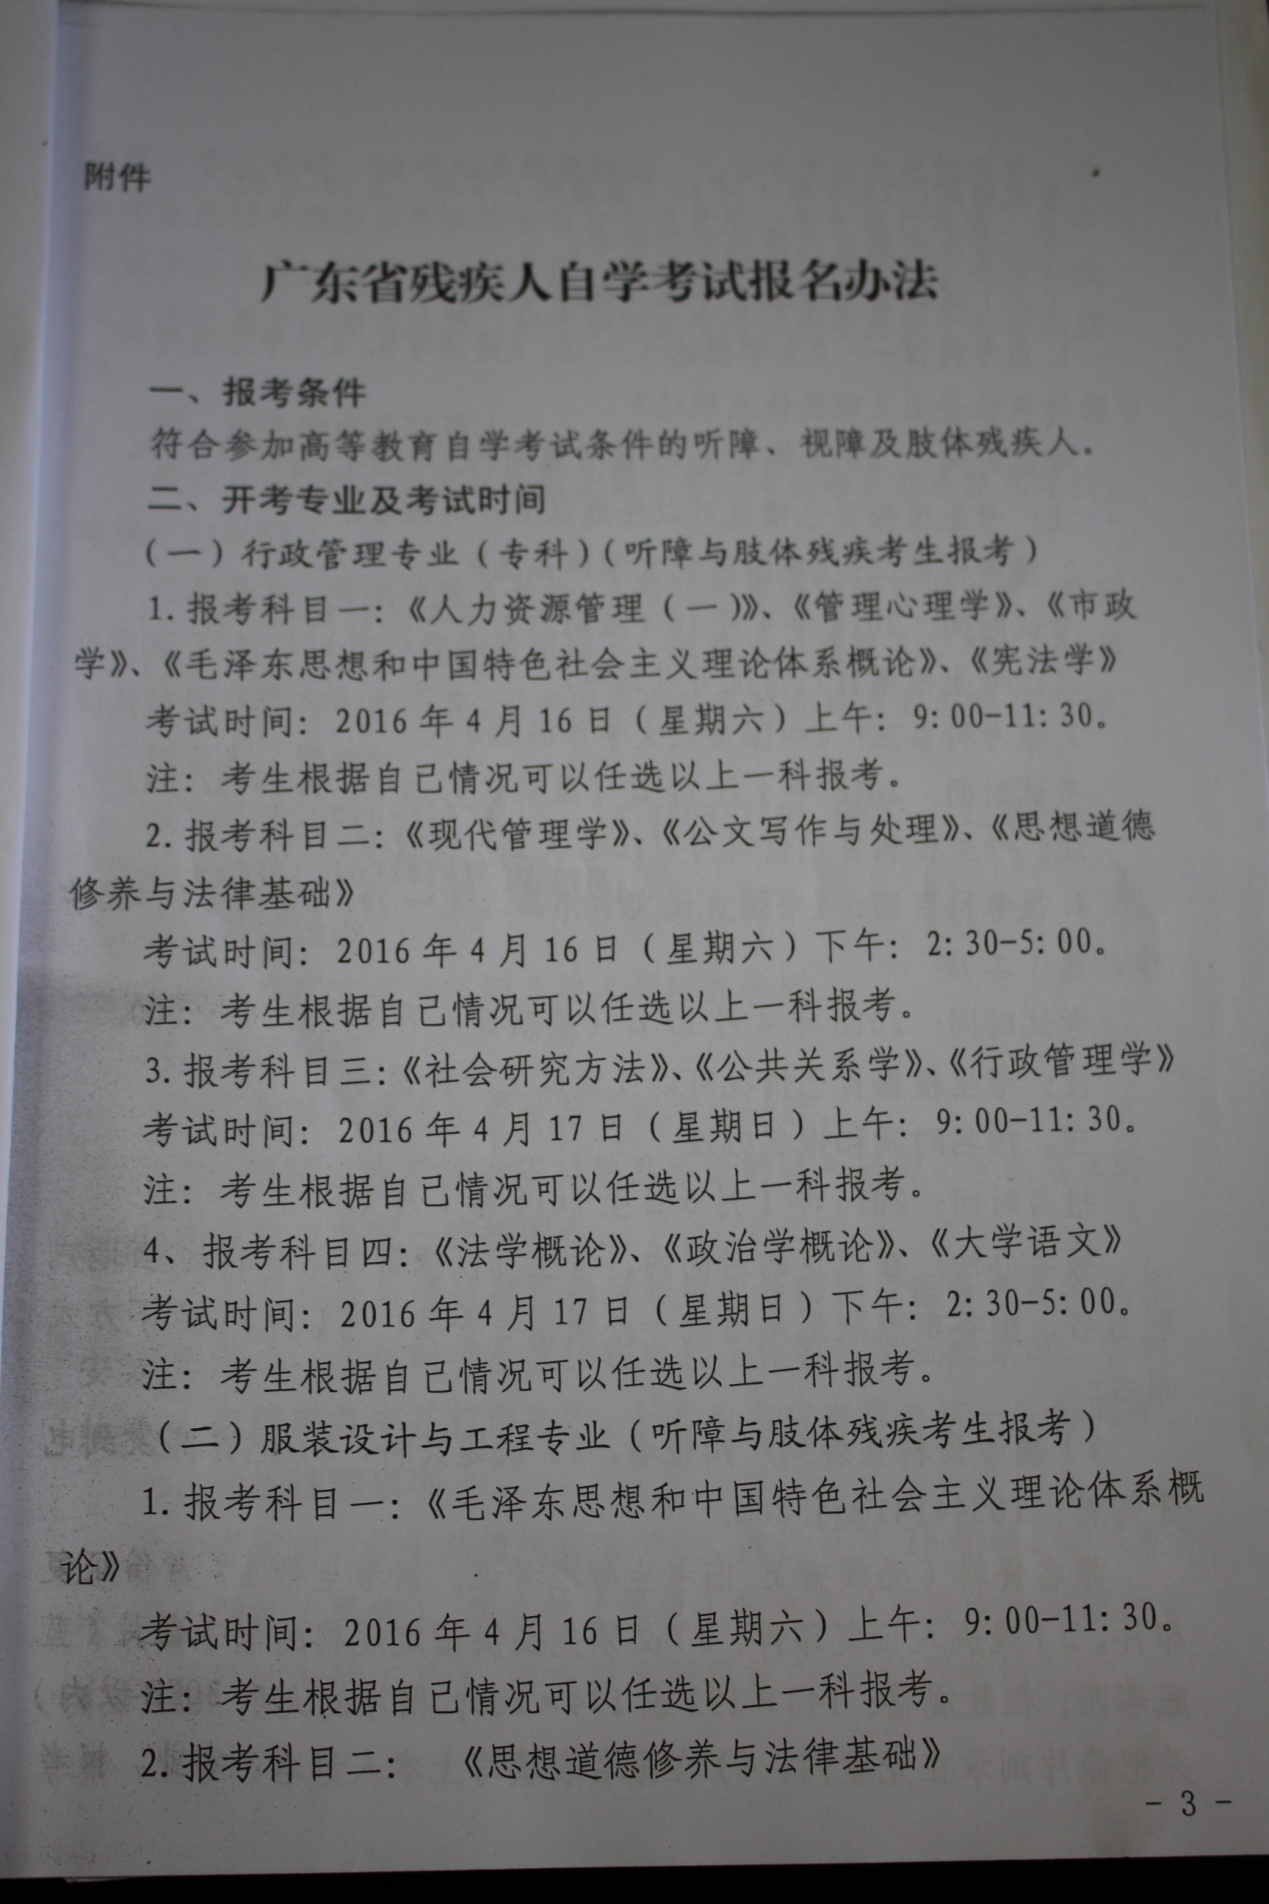 附件
广东省残疾人自学考试报名办法
一、报考条件
符合参加高等教育自学考试条件的听障、视障及肢体残疾人。
二、开考专业及考试时间
（一）行政管理专业（专科）（听障与肢体残疾考生报考）
1.报考科目一：《人力资源管理（一）》、《管理心理学》、《市政
学》、《毛泽东思想和中国特色社会主义理论体系概论》、《宪法学》
考试时间：2016年4月16日（星期六）上午：9:00-11:30。
注：考生根据自己情况可以任选以上一科报考。
2.报考科目二：《现代管理学》、《公文写作与处理》、《思想道德
修养与法律基础》
考试时间：2016年4月16日（星期六）下午：2:30-5:00。
注：考生根据自己情况可以任选以上一科报考。
3.报考科目三：《社会研究方法》、《公共关系学》、《行政管理学》
考试时间：2016年4月17日（星期日）上午：9:00-11:30。
注：考生根据自己情况可以任选以上一科报考。
4、报考科目四：《法学概论》、《政治学概论》、《大学语文》
考试时间：2016年4月17日（星期日）下午：2:30-5:00。
注：考生根据自己情况可以任选以上一科报考。
（二）服装设计与工程专业（听障与肢体残疾考生报考）
1.报考科目一：《毛泽东思想和中国特色社会主义理论体系概
论》
考试时间：2016年4月16日（星期六）上午：9:00-11:30。
注：考生根据自己情况可以任选以上一科报考。
2.报考科目二： 《思想道德修养与法律基础》
- 3 -